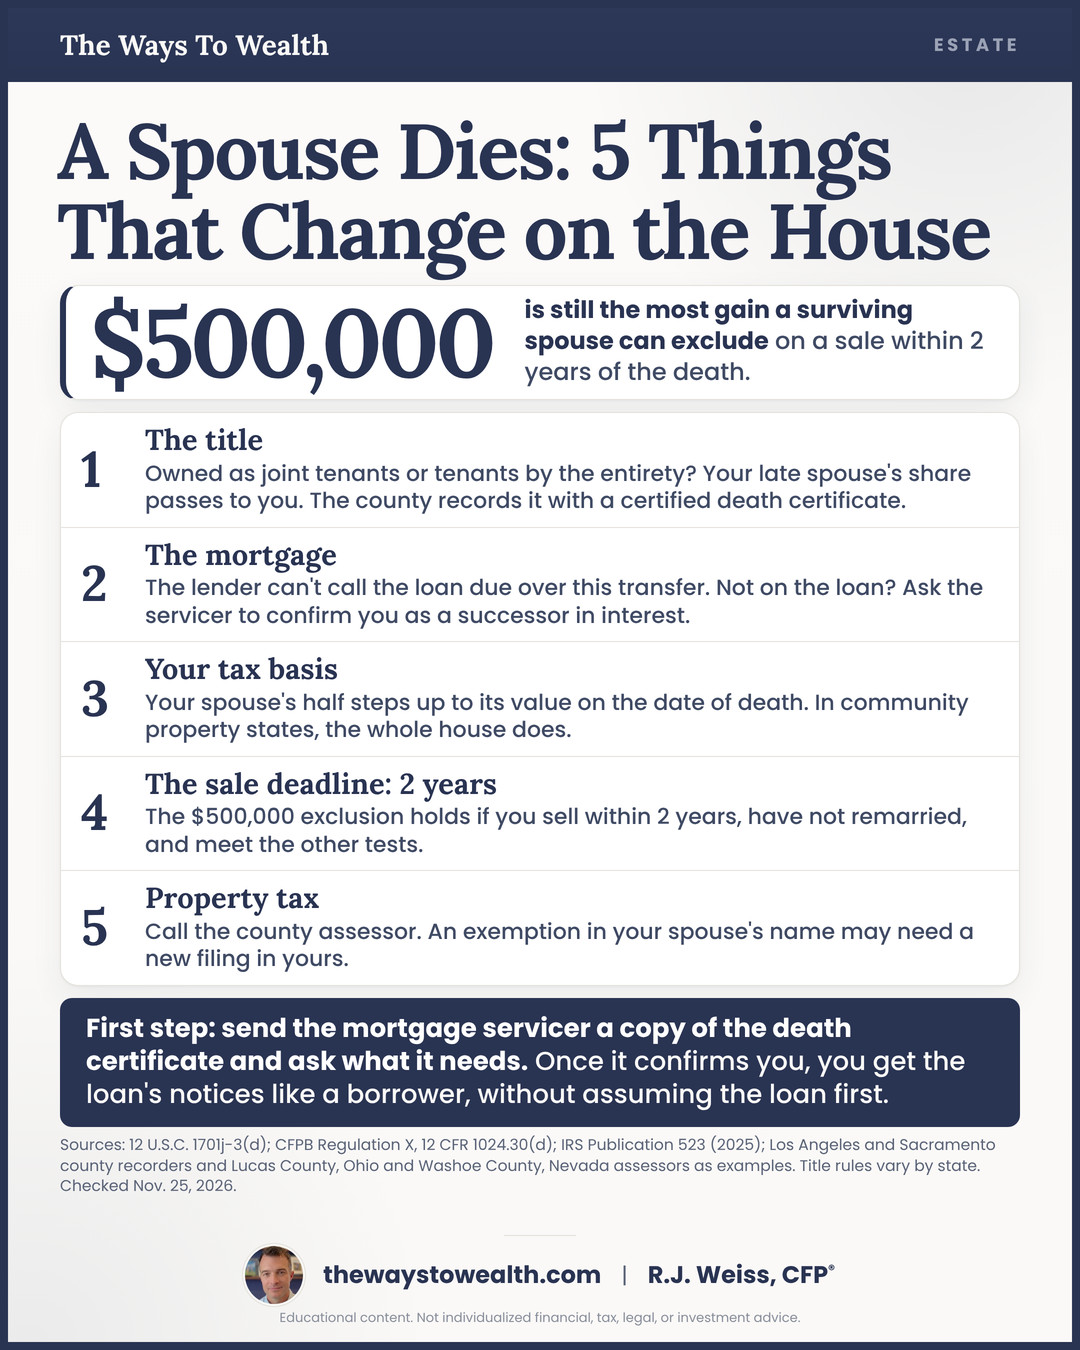 The Ways To Wealth
ESTATE
A Spouse Dies: 5 Things
That Change on the House
$500,000
is still the most gain a surviving
spouse can exclude on a sale within 2
years of the death.
1
The title
Owned as joint tenants or tenants by the entirety? Your late spouse's share
passes to you. The county records it with a certified death certificate.
2
The mortgage
The lender can't call the loan due over this transfer. Not on the loan? Ask the
servicer to confirm you as a successor in interest.
3
Your tax basis
Your spouse's half steps up to its value on the date of death. In community
property states, the whole house does.
4
The sale deadline: 2 years
The $500,000 exclusion holds if you sell within 2 years, have not remarried,
and meet the other tests.
5
Property tax
Call the county assessor. An exemption in your spouse's name may need a
new filing in yours.
First step: send the mortgage servicer a copy of the death
certificate and ask what it needs. Once it confirms you, you get the
loan's notices like a borrower, without assuming the loan first.
Sources: 12 U.S.C. 1701j-3(d); CFPB Regulation X, 12 CFR 1024.30(d); IRS Publication 523 (2025); Los Angeles and Sacramento
county recorders and Lucas County, Ohio and Washoe County, Nevada assessors as examples. Title rules vary by state.
Checked Nov. 25, 2026.
thewaystowealth.com | R.J. Weiss, CFP®
Educational content. Not individualized financial, tax, legal, or investment advice.